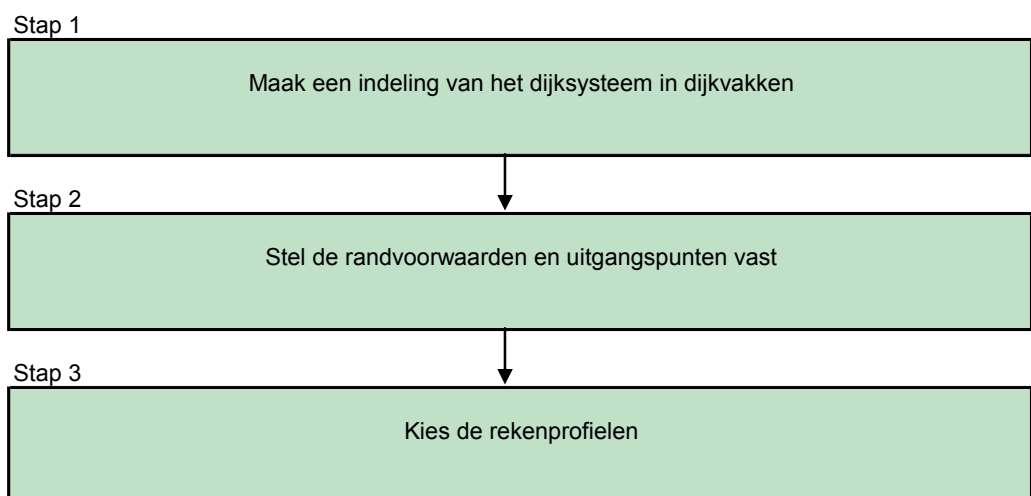 Stap 1
Maak een indeling van het dijksysteem in dijkvakken
Stap 2
Stel de randvoorwaarden en uitgangspunten vast
Stap 3
Kies de rekenprofielen